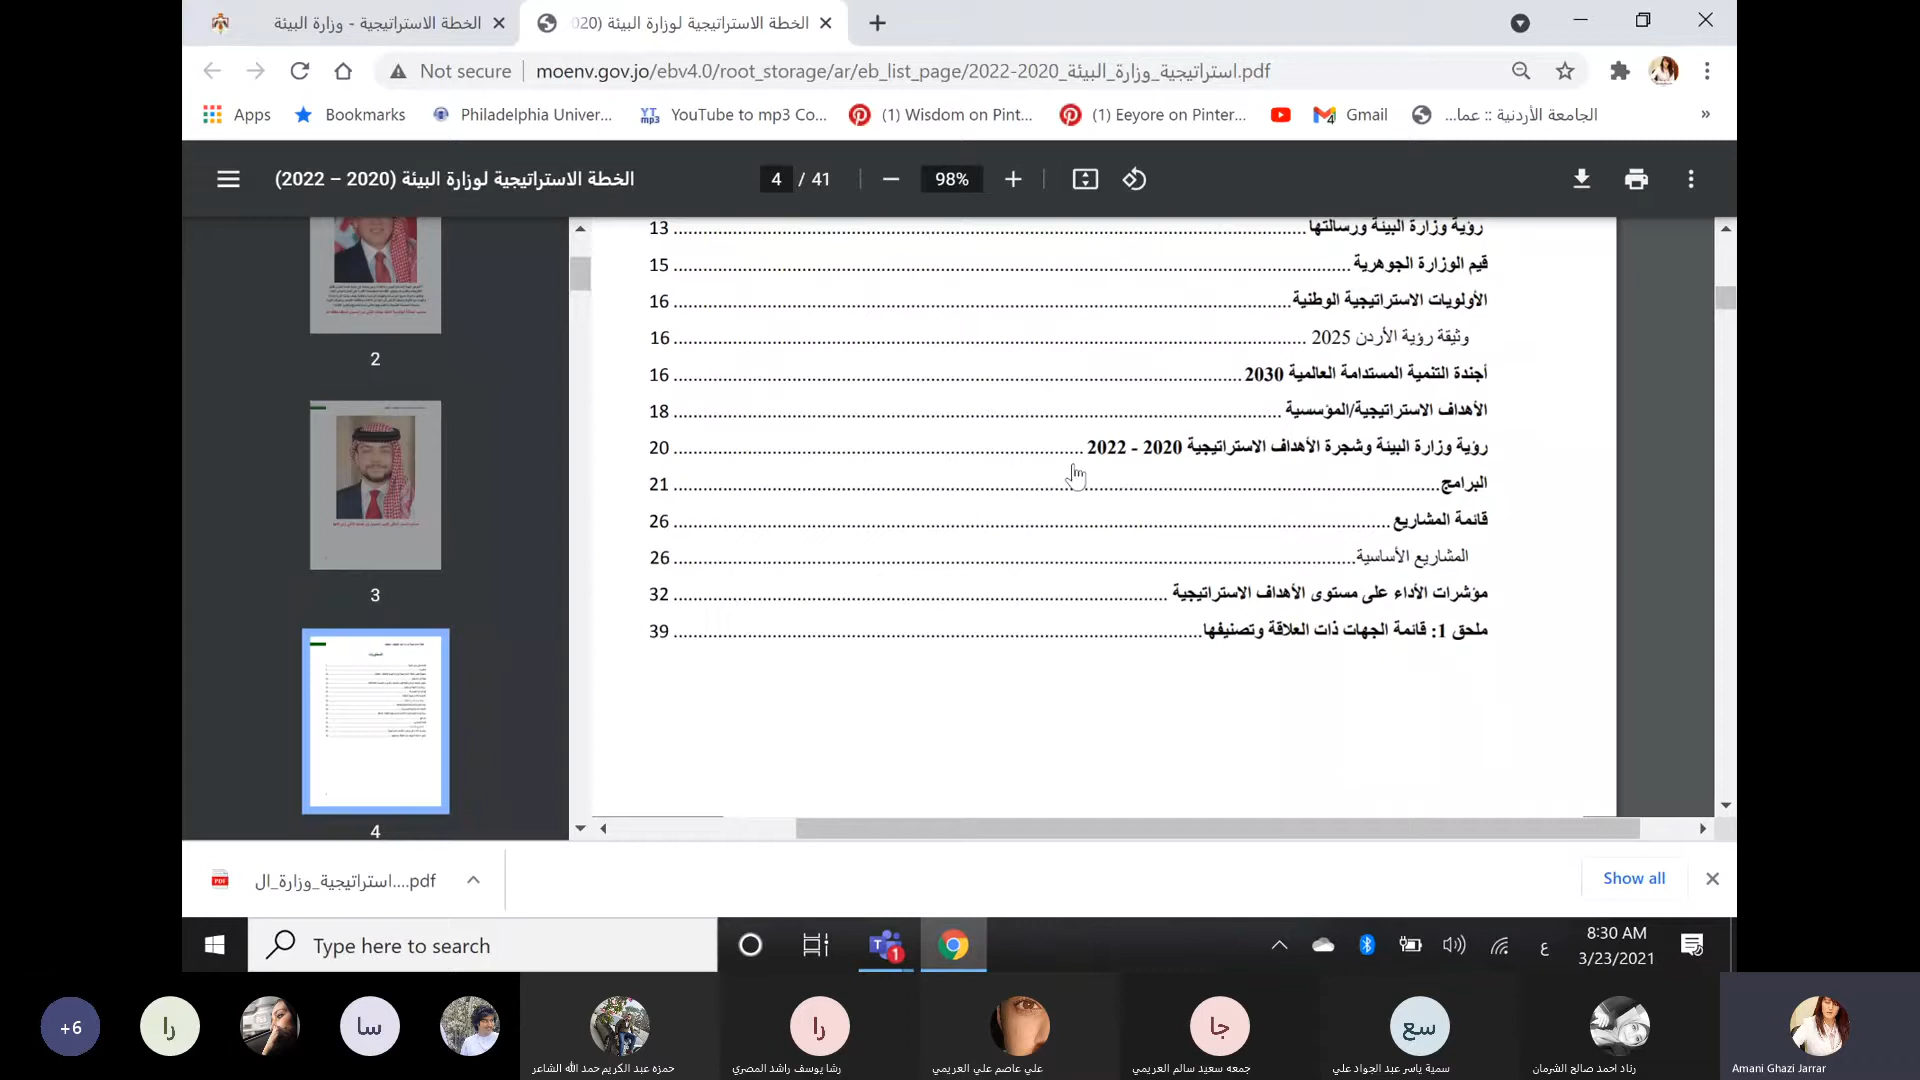 الخطة الاستراتيجية - وزارة البيئة
الخطة الاستراتيجية لوزارة البيئة (020
Not secure
moenv.gov.jo/ebv4.0/root_storage/ar/eb_list_page/2022-2020_استراتيجية_وزارة_البيئة.pdf
Apps
Bookmarks
Philadelphia Univer...
YouTube to mp3 Co...
(1) Wisdom on Pint...
(1) Eeyore on Pinter...
Gmail
الجامعة الأردنية :: عما...
»
الخطة الاستراتيجية لوزارة البيئة (2020 – 2022)
4 / 41
98%
رؤية وزارة البيئة ورسالتها 13
قيم الوزارة الجوهرية 15
الأولويات الاستراتيجية الوطنية 16
وثيقة رؤية الأردن 2025 16
أجندة التنمية المستدامة العالمية 2030 16
الأهداف الاستراتيجية/المؤسسية 18
رؤية وزارة البيئة وشجرة الأهداف الاستراتيجية 2020 - 2022 20
البرامج 21
قائمة المشاريع 26
المشاريع الأساسية 26
مؤشرات الأداء على مستوى الأهداف الاستراتيجية 32
ملحق 1: قائمة الجهات ذات العلاقة وتصنيفها 39
2
3
4
استراتيجية_وزارة_ال....pdf
Show all
Type here to search
1
ع
8:30 AM
3/23/2021
+6
را
سا
را
جا
سع
حمزه عبد الكريم حمد الله الشاعر
رشا يوسف راشد المصري
علي عاصم علي العريمي
جمعه سعيد سالم العريمي
سمية ياسر عبد الجواد علي
رناد احمد صالح الشرمان
Amani Ghazi Jarrar